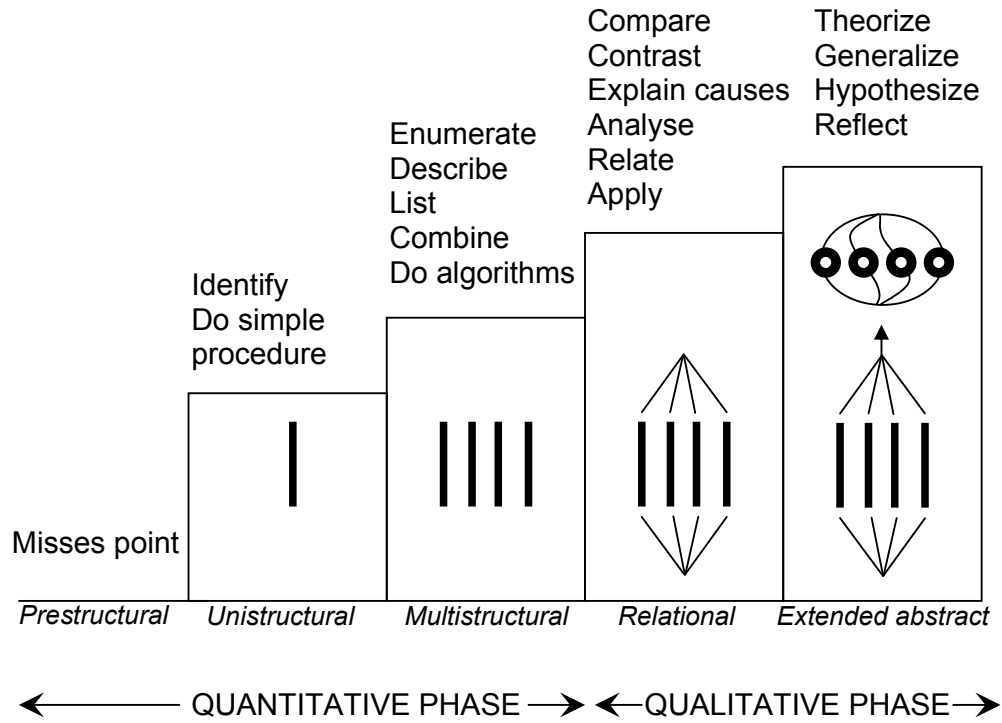 Misses point
Prestructural
Identify
Do simple
procedure
Unistructural
Enumerate
Describe
List
Combine
Do algorithms
Multistructural
Compare
Contrast
Explain causes
Analyse
Relate
Apply
Relational
Theorize
Generalize
Hypothesize
Reflect
Extended abstract
QUANTITATIVE PHASE
QUALITATIVE PHASE